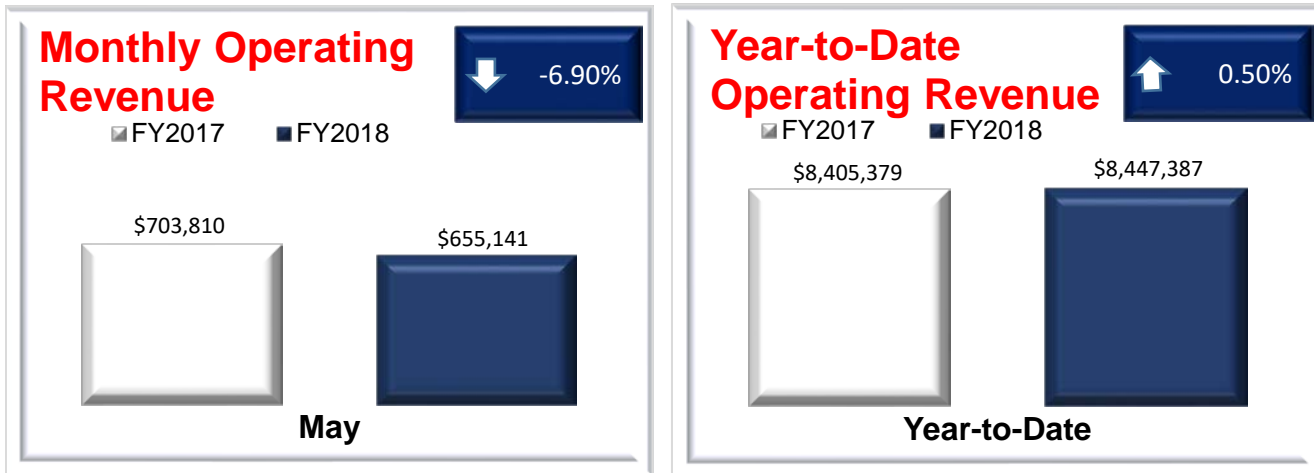 Monthly Operating
Revenue
-6.90%
FY2017 FY2018
$703,810
$655,141
May
Year-to-Date
Operating Revenue
0.50%
FY2017 FY2018
$8,405,379
$8,447,387
Year-to-Date